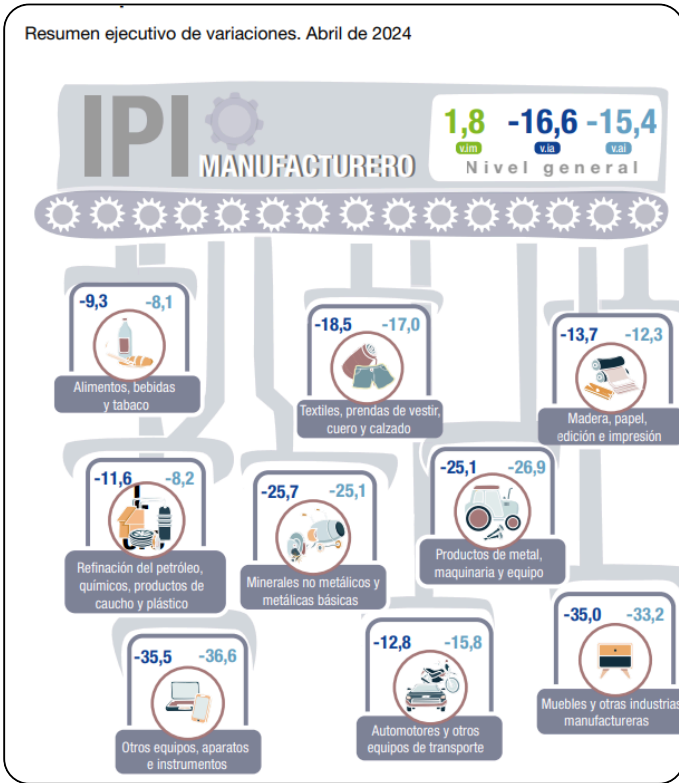 Resumen ejecutivo de variaciones. Abril de 2024
IPI
MANUFACTURERO
1,8 -16,6 -15,4
v.im v.ia v.ai
Nivel general
-9,3 -8,1
Alimentos, bebidas
y tabaco
-18,5 -17,0
Textiles, prendas de vestir,
cuero y calzado
-13,7 -12,3
Madera, papel,
edición e impresión
-11,6 -8,2
Refinación del petróleo,
químicos, productos de
caucho y plástico
-25,7 -25,1
Minerales no metálicos y
metálicas básicas
-25,1 -26,9
Productos de metal,
maquinaria y equipo
-35,5 -36,6
Otros equipos, aparatos
e instrumentos
-12,8 -15,8
Automotores y otros
equipos de transporte
-35,0 -33,2
Muebles y otras industrias
manufactureras